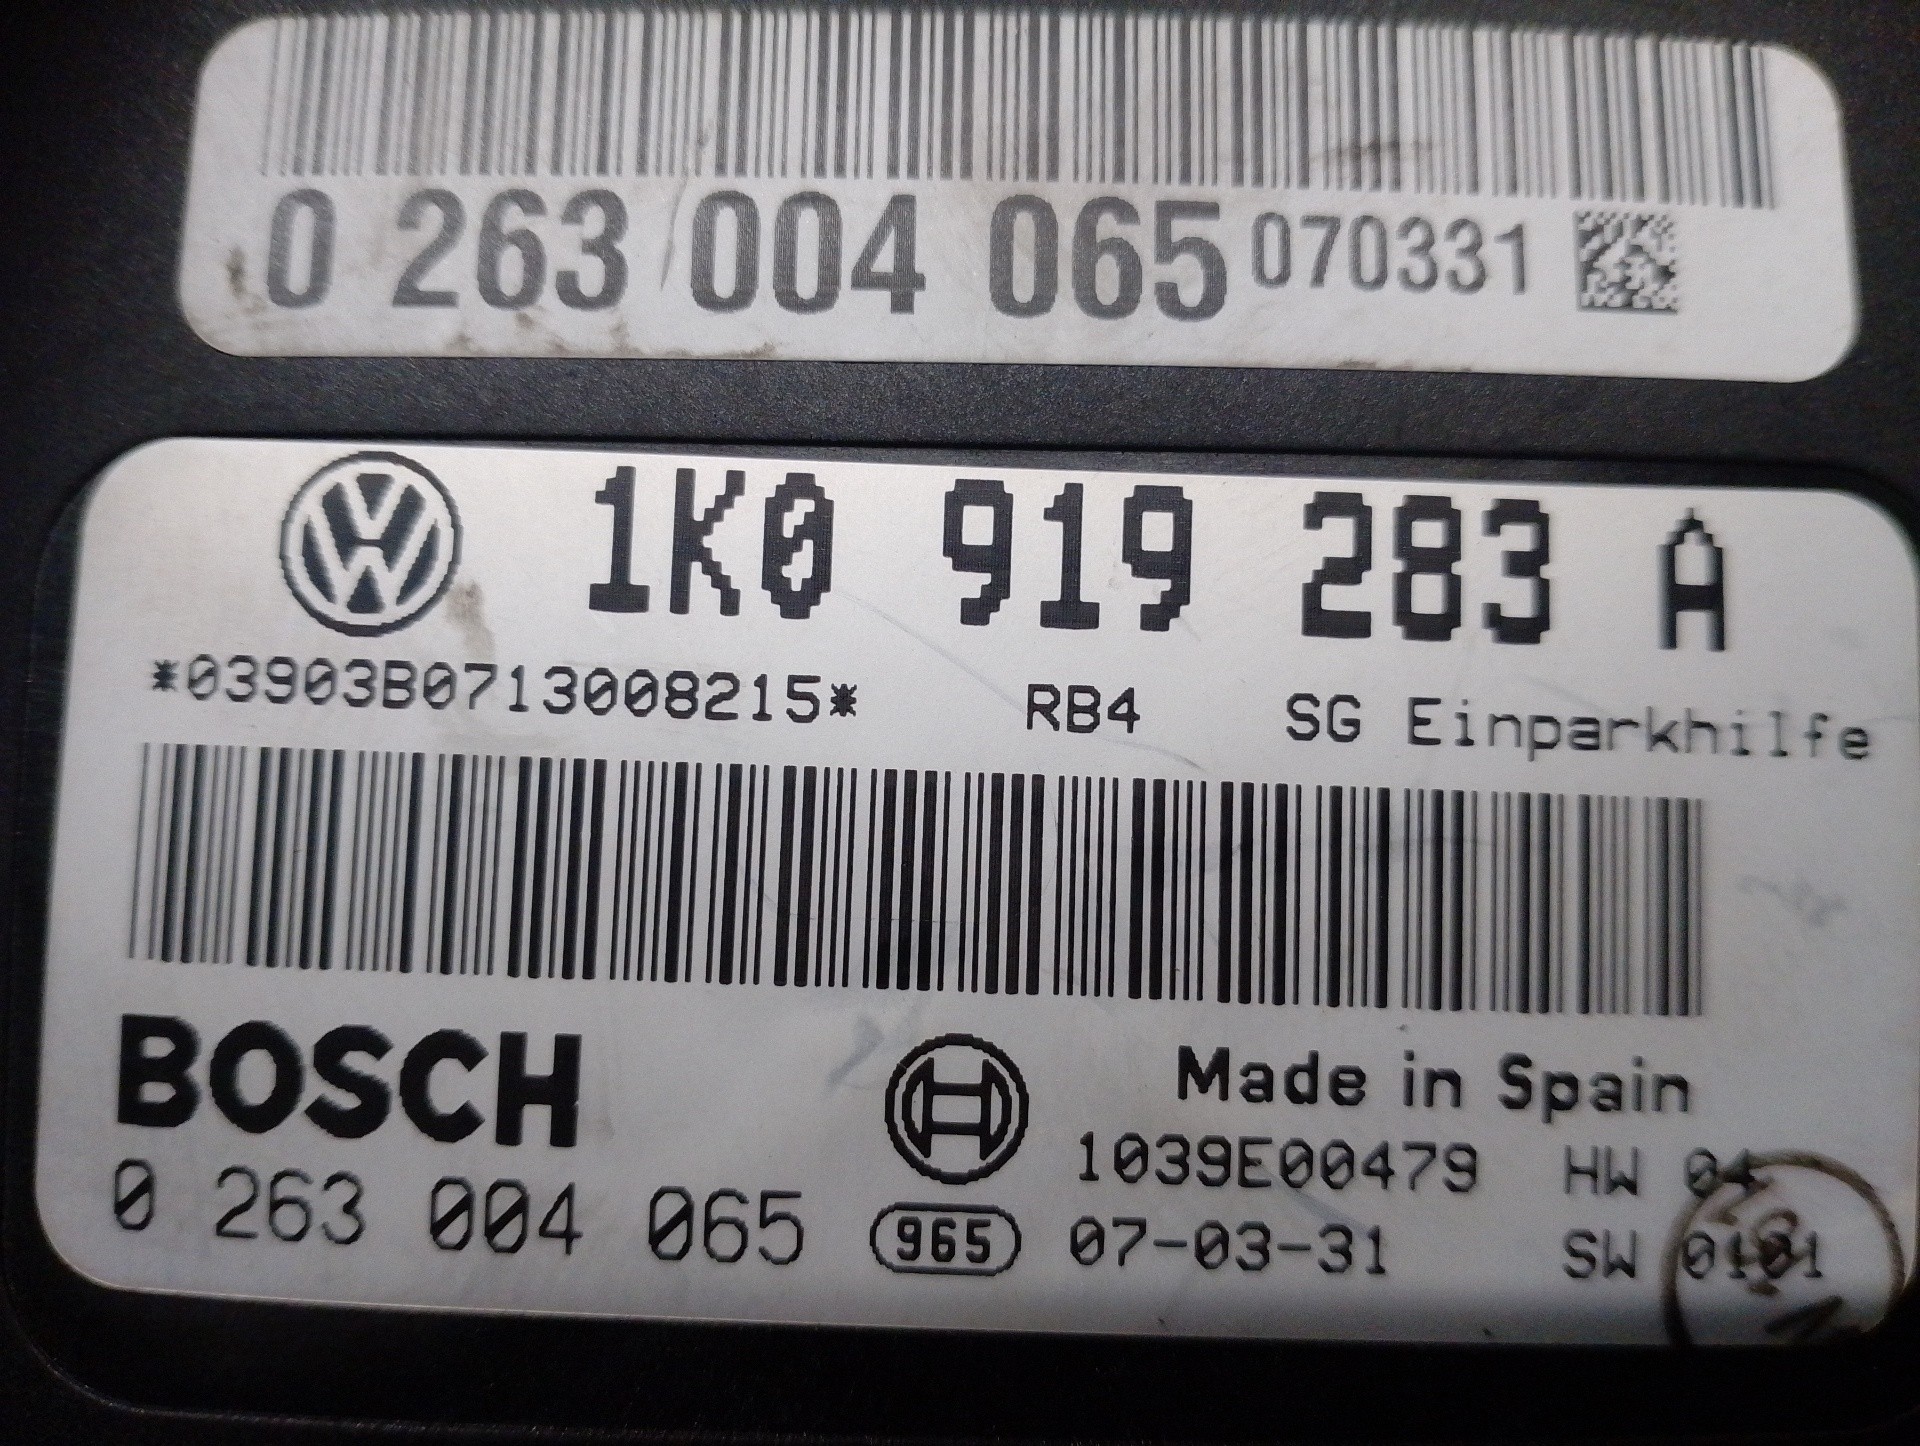 0 263 004 065 070331
1K0 919 283 A
*03903B0713008215* RB4 SG Einparkhilfe
BOSCH
Made in Spain
1039E00479 HW 04
0 263 004 065 965 07-03-31 SW 0101